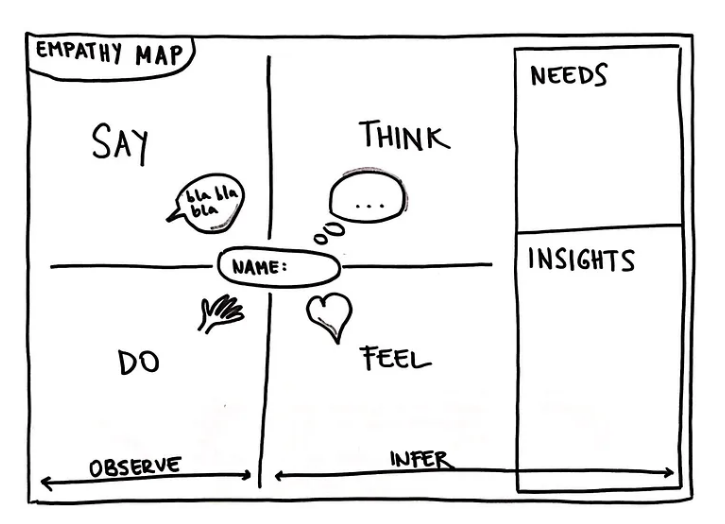 EMPATHY MAP
SAY
bla bla
bla
THINK
...
NAME:
DO
FEEL
OBSERVE
INFER
NEEDS
INSIGHTS